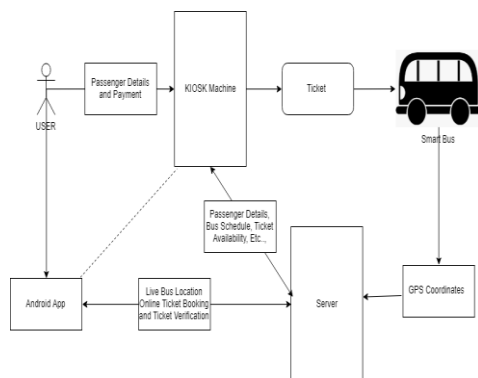 Passenger Details
and Payment
KIOSK Machine
Ticket
USER
Smart Bus
Passenger Details,
Bus Schedule, Ticket
Availability, Etc..,
Android App
Live Bus Location
Online Ticket Booking
and Ticket Verification
Server
GPS Coordinates